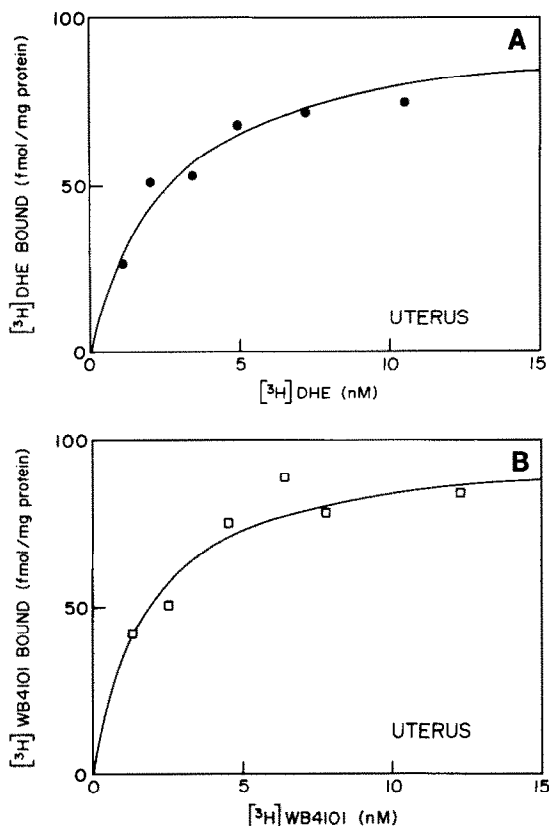 A
100
50
0
[³H] DHE BOUND (fmol/mg protein)
UTERUS
0 5 10 15
[³H] DHE (nM)
B
100
50
0
[³H] WB4101 BOUND (fmol/mg protein)
UTERUS
0 5 10 15
[³H] WB4101 (nM)